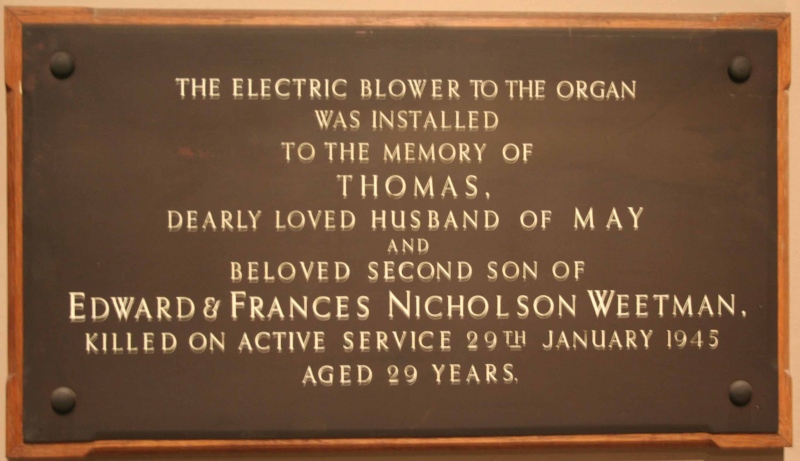 THE ELECTRIC BLOWER TO THE ORGAN
WAS INSTALLED
TO THE MEMORY OF
THOMAS,
DEARLY LOVED HUSBAND OF MAY
AND
BELOVED SECOND SON OF
EDWARD & FRANCES NICHOLSON WEETMAN,
KILLED ON ACTIVE SERVICE 29TH JANUARY 1945
AGED 29 YEARS.